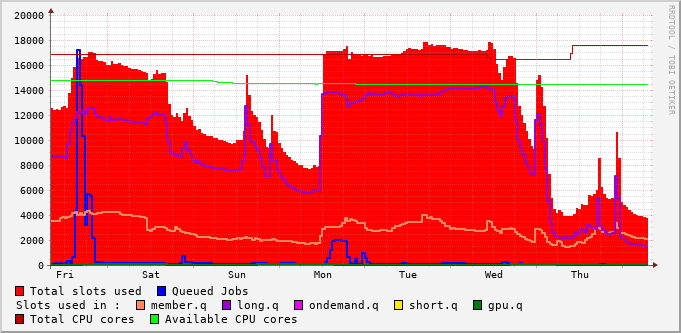 RRDTOOL / TOBI OETIKER
20000
18000
16000
14000
12000
10000
8000
6000
4000
2000
0
Fri Sat Sun Mon Tue Wed Thu
Total slots used Queued Jobs
Slots used in : member.q long.q ondemand.q short.q gpu.q
Total CPU cores Available CPU cores